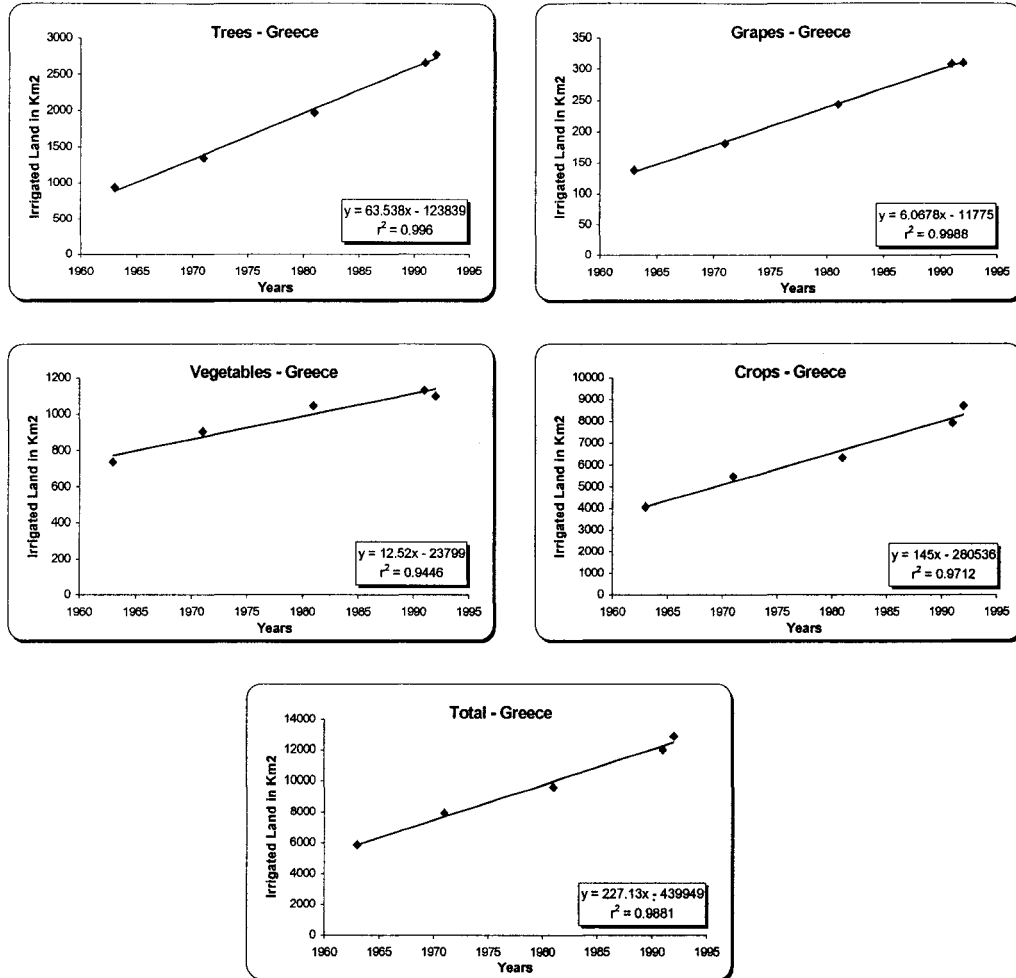 Trees - Greece
Irrigated Land in Km2
3000
2500
2000
1500
1000
500
0
y = 63.538x - 123839
r² = 0.996
1960 1965 1970 1975 1980 1985 1990 1995
Years
Grapes - Greece
Irrigated Land in Km2
350
300
250
200
150
100
50
0
y = 6.0678x - 11775
r² = 0.9988
1960 1965 1970 1975 1980 1985 1990 1995
Years
Vegetables - Greece
Irrigated Land in Km2
1200
1000
800
600
400
200
0
y = 12.52x - 23799
r² = 0.9446
1960 1965 1970 1975 1980 1985 1990 1995
Years
Crops - Greece
Irrigated Land in Km2
10000
9000
8000
7000
6000
5000
4000
3000
2000
1000
0
y = 145x - 280536
r² = 0.9712
1960 1965 1970 1975 1980 1985 1990 1995
Years
Total - Greece
Irrigated Land in Km2
14000
12000
10000
8000
6000
4000
2000
0
y = 227.13x - 439949
r² = 0.9881
1960 1965 1970 1975 1980 1985 1990 1995
Years